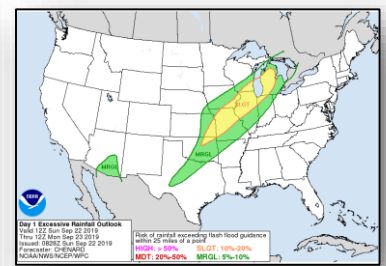 SLGT
MRGL
MRGL
NOAA
Day 1 Excessive Rainfall Outlook
Valid 12Z Sun Sep 22 2019
Thru 12Z Mon Sep 23 2019
Issued: 0828Z Sun Sep 22 2019
Forecaster: CHENARD
NOAA/NWS/NCEP/WPC
Risk of rainfall exceeding flash flood guidance
within 25 miles of a point
HIGH: > 50% SLGT: 10%-20%
MDT: 20%-50% MRGL: 5%-10%